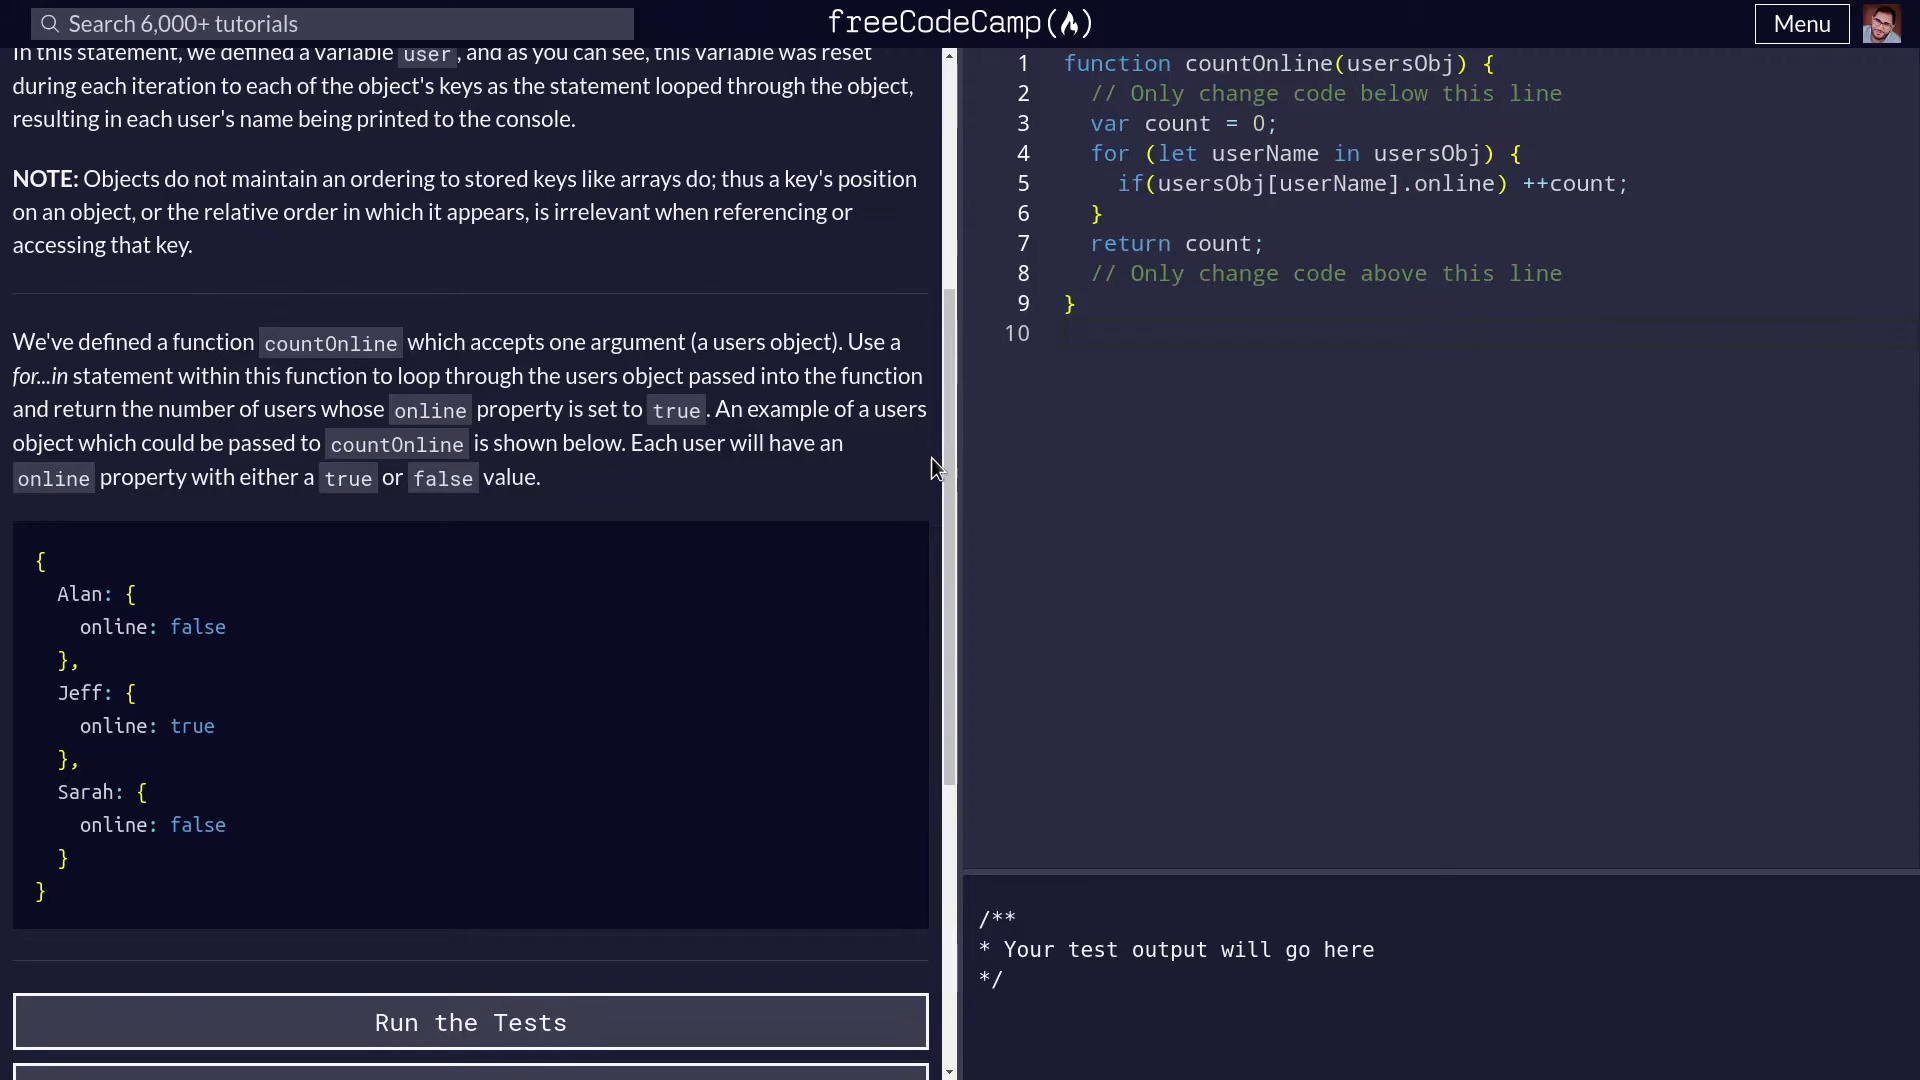 Search 6,000+ tutorials
freeCodeCamp(
)
Menu
In this statement, we defined a variable user, and as you can see, this variable was reset
during each iteration to each of the object's keys as the statement looped through the object,
resulting in each user's name being printed to the console.
NOTE: Objects do not maintain an ordering to stored keys like arrays do; thus a key's position
on an object, or the relative order in which it appears, is irrelevant when referencing or
accessing that key.
We've defined a function countOnline which accepts one argument (a users object). Use a
for...in statement within this function to loop through the users object passed into the function
and return the number of users whose online property is set to true. An example of a users
object which could be passed to countOnline is shown below. Each user will have an
online property with either a true or false value.
{
Alan: {
online: false
},
Jeff: {
online: true
},
Sarah: {
online: false
}
}
Run the Tests
1 function countOnline(usersObj) {
2 // Only change code below this line
3 var count = 0;
4 for (let userName in usersObj) {
5 if(usersObj[userName].online) ++count;
6 }
7 return count;
8 // Only change code above this line
9 }
10
/**
* Your test output will go here
*/